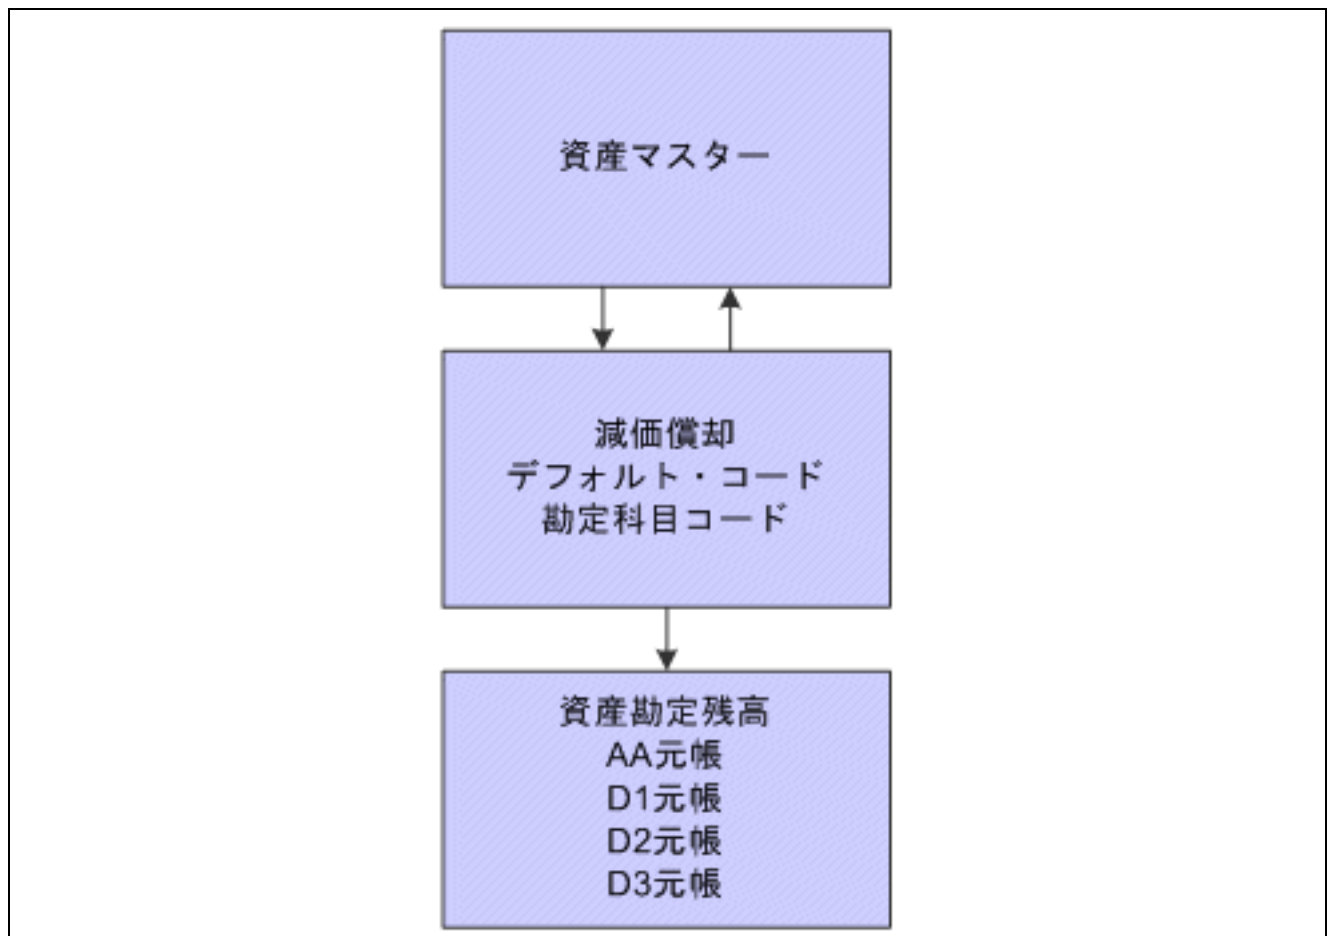 資産マスター
減価償却
デフォルト・コード
勘定科目コード
資産勘定残高
AA元帳
D1元帳
D2元帳
D3元帳